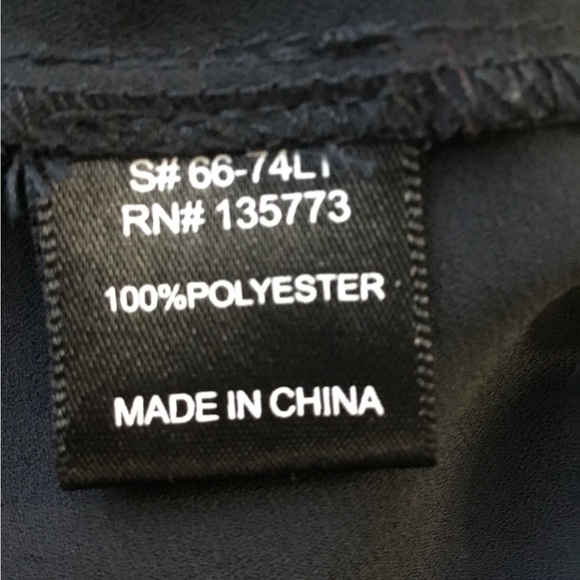 S# 66-74LT
RN# 135773
100%POLYESTER
MADE IN CHINA